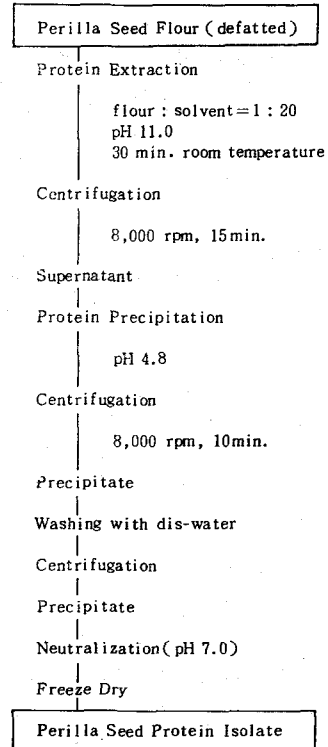 Perilla Seed Flour (defatted)
Protein Extraction
flour : solvent = 1 : 20
pH 11.0
30 min. room temperature
Centrifugation
8,000 rpm, 15min.
Supernatant
Protein Precipitation
pH 4.8
Centrifugation
8,000 rpm, 10min.
Precipitate
Washing with dis-water
Centrifugation
Precipitate
Neutralization (pH 7.0)
Freeze Dry
Perilla Seed Protein Isolate